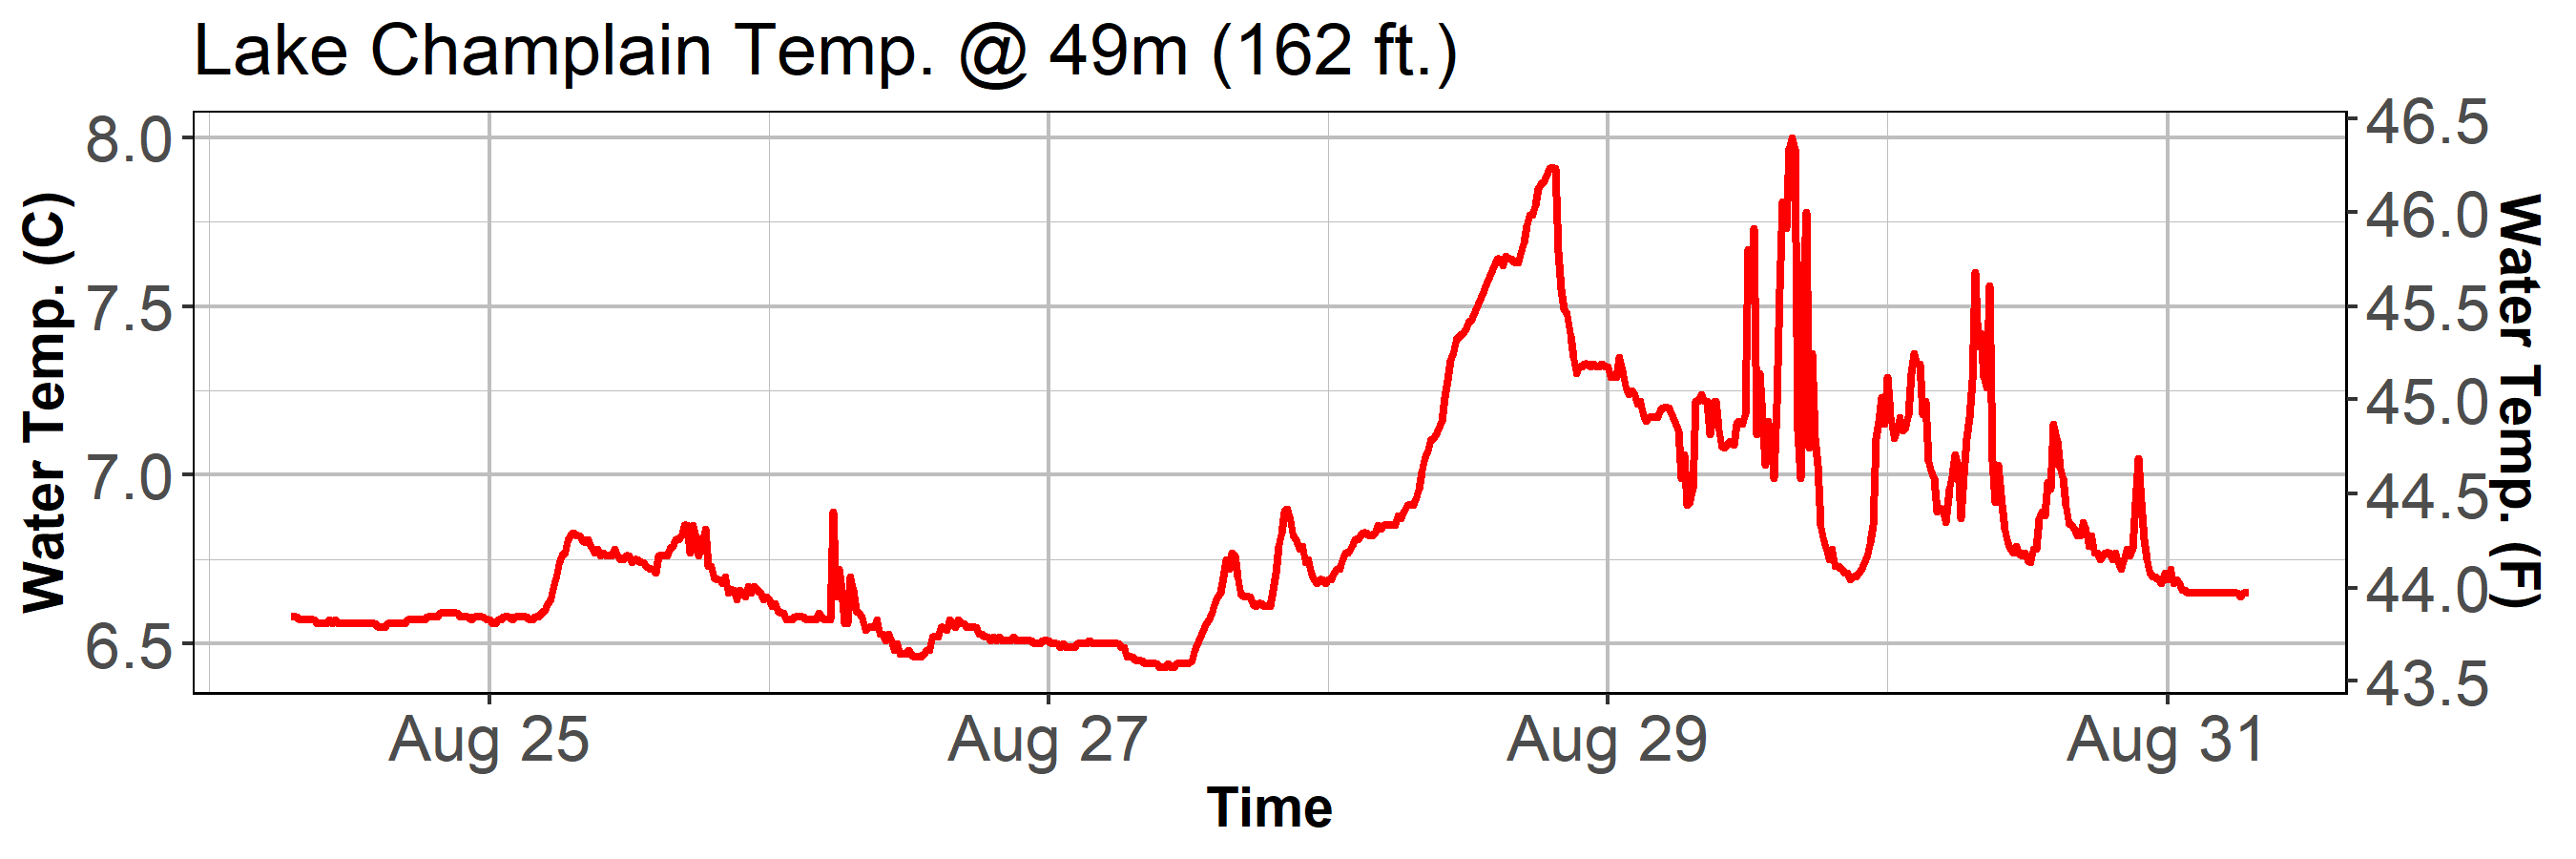 Lake Champlain Temp. @ 49m (162 ft.)
Water Temp. (C)
8.0
7.5
7.0
6.5
46.5
46.0
45.5
45.0
44.5
44.0
43.5
Water Temp. (F)
Aug 25
Aug 27
Aug 29
Aug 31
Time